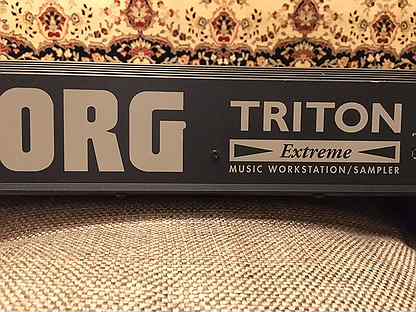 ORG
TRITON
Extreme
MUSIC WORKSTATION/SAMPLER